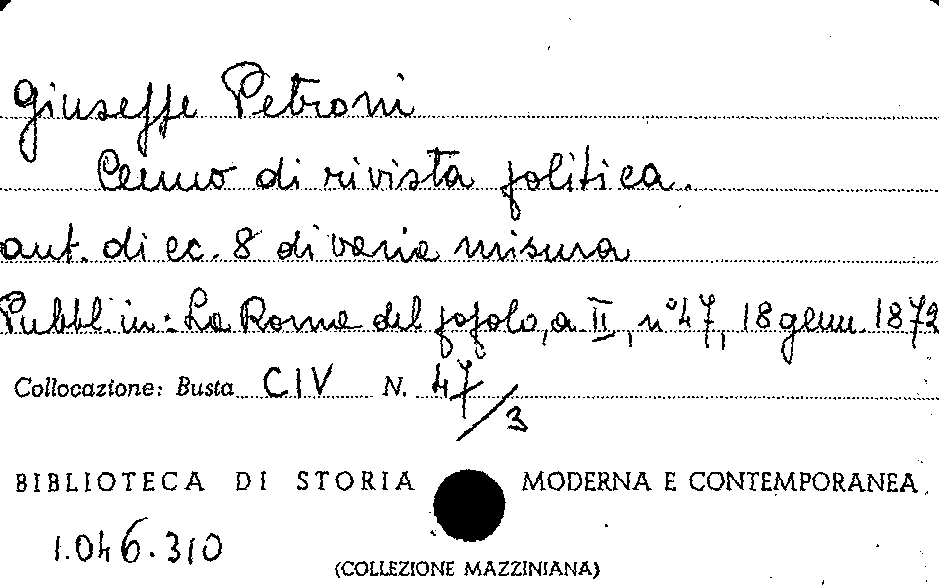 Giuseppe Petroni
Cenno di rivista politica.
aut. di cc. 8 di varia misura
Pubbl. in: La Roma del popolo, a. II, n° 47, 18 genn. 1872
Collocazione: Busta CIV N. 47/3
BIBLIOTECA DI STORIA MODERNA E CONTEMPORANEA
1.046.310
(COLLEZIONE MAZZINIANA)